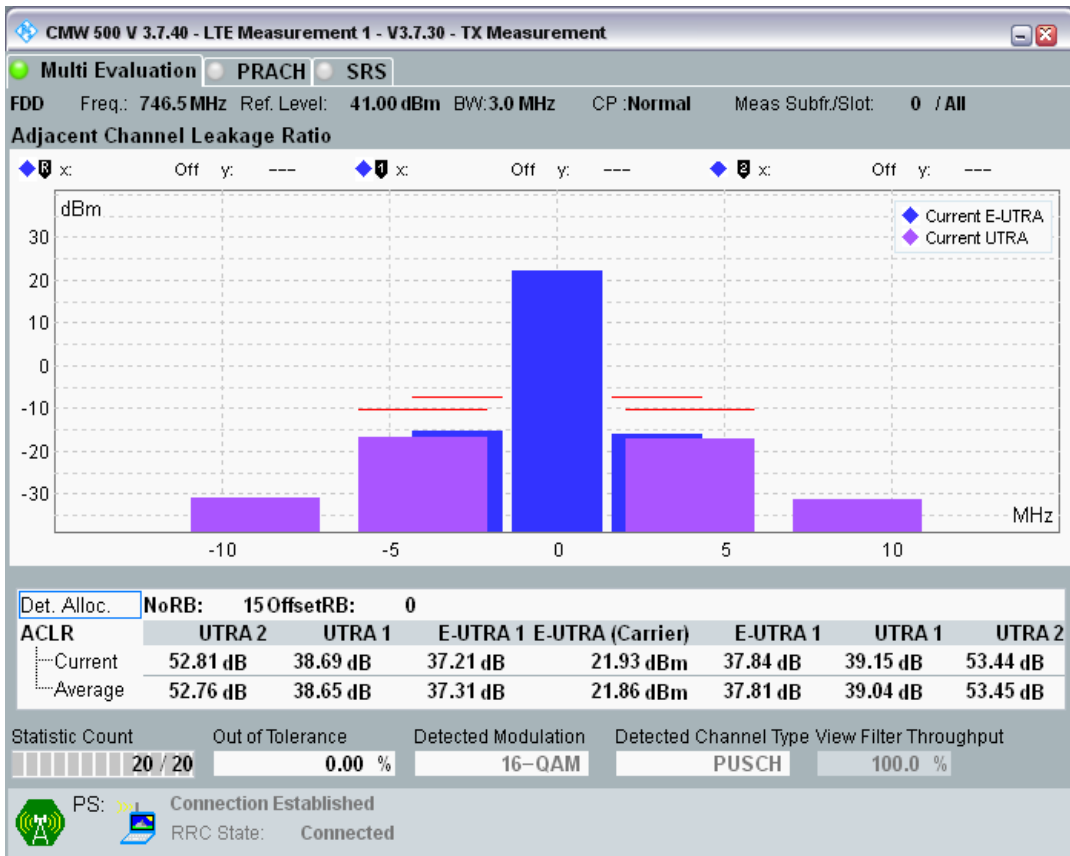 CMW 500 V 3.7.40 - LTE Measurement 1 - V3.7.30 - TX Measurement
Multi Evaluation PRACH SRS
FDD Freq.: 746.5 MHz Ref. Level: 41.00 dBm BW: 3.0 MHz CP :Normal Meas Subfr./Slot: 0 / All
Adjacent Channel Leakage Ratio
R x: Off y: --- 1 x: Off y: --- 2 x: Off y: ---
dBm
Current E-UTRA
Current UTRA
30
20
10
0
-10
-20
-30
MHz
-10 -5 0 5 10
Det. Alloc. NoRB: 15 OffsetRB: 0
ACLR UTRA 2 UTRA 1 E-UTRA 1 E-UTRA (Carrier) E-UTRA 1 UTRA 1 UTRA 2
Current 52.81 dB 38.69 dB 37.21 dB 21.93 dBm 37.84 dB 39.15 dB 53.44 dB
Average 52.76 dB 38.65 dB 37.31 dB 21.86 dBm 37.81 dB 39.04 dB 53.45 dB
Statistic Count Out of Tolerance Detected Modulation Detected Channel Type View Filter Throughput
20 / 20 0.00 % 16-QAM PUSCH 100.0 %
PS: Connection Established
RRC State: Connected